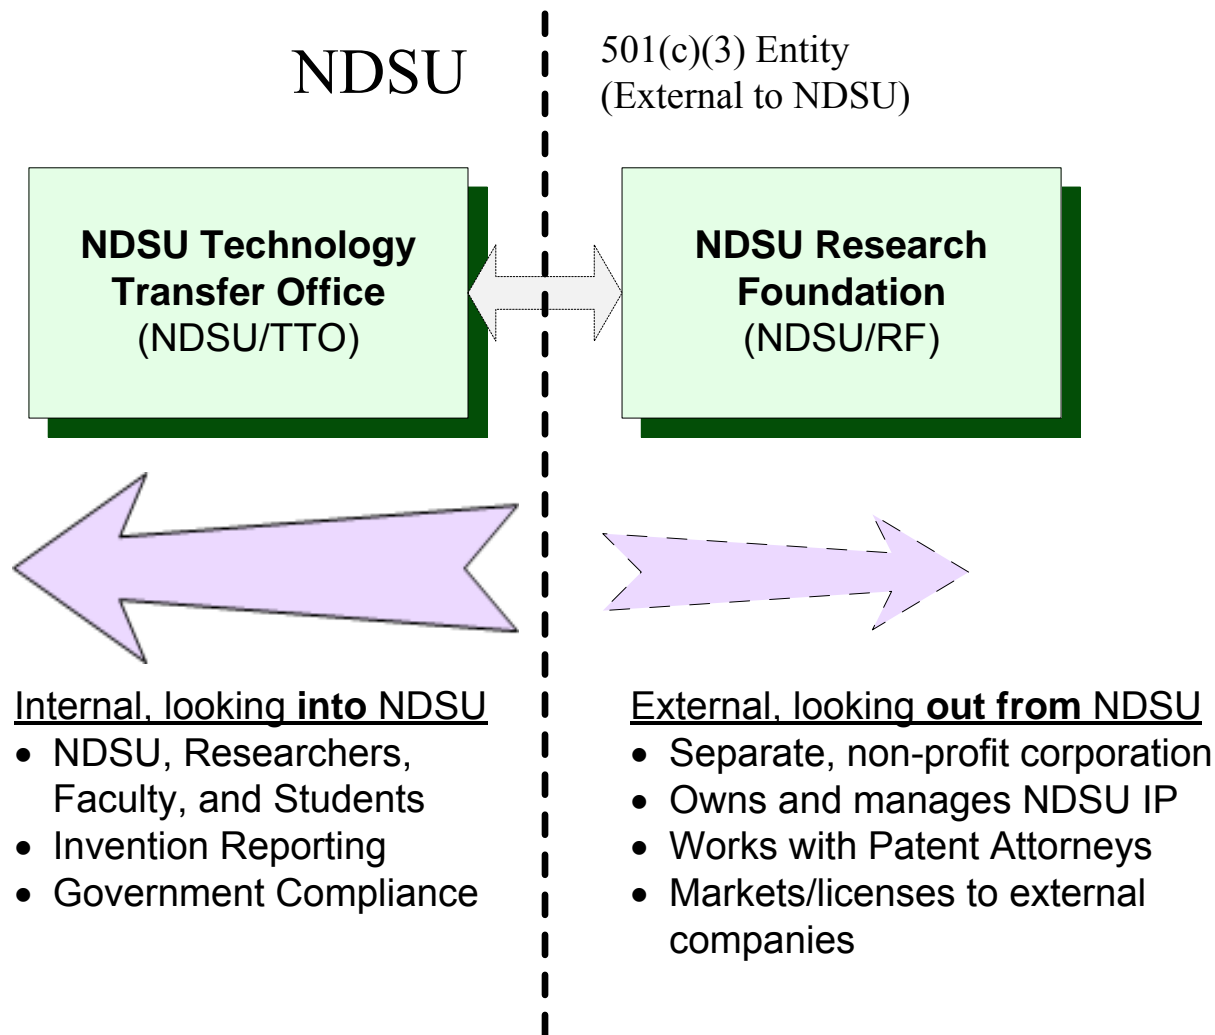 NDSU
501(c)(3) Entity
(External to NDSU)
NDSU Technology
Transfer Office
(NDSU/TTO)
NDSU Research
Foundation
(NDSU/RF)
Internal, looking into NDSU
• NDSU, Researchers,
Faculty, and Students
• Invention Reporting
• Government Compliance
External, looking out from NDSU
• Separate, non-profit corporation
• Owns and manages NDSU IP
• Works with Patent Attorneys
• Markets/licenses to external
companies